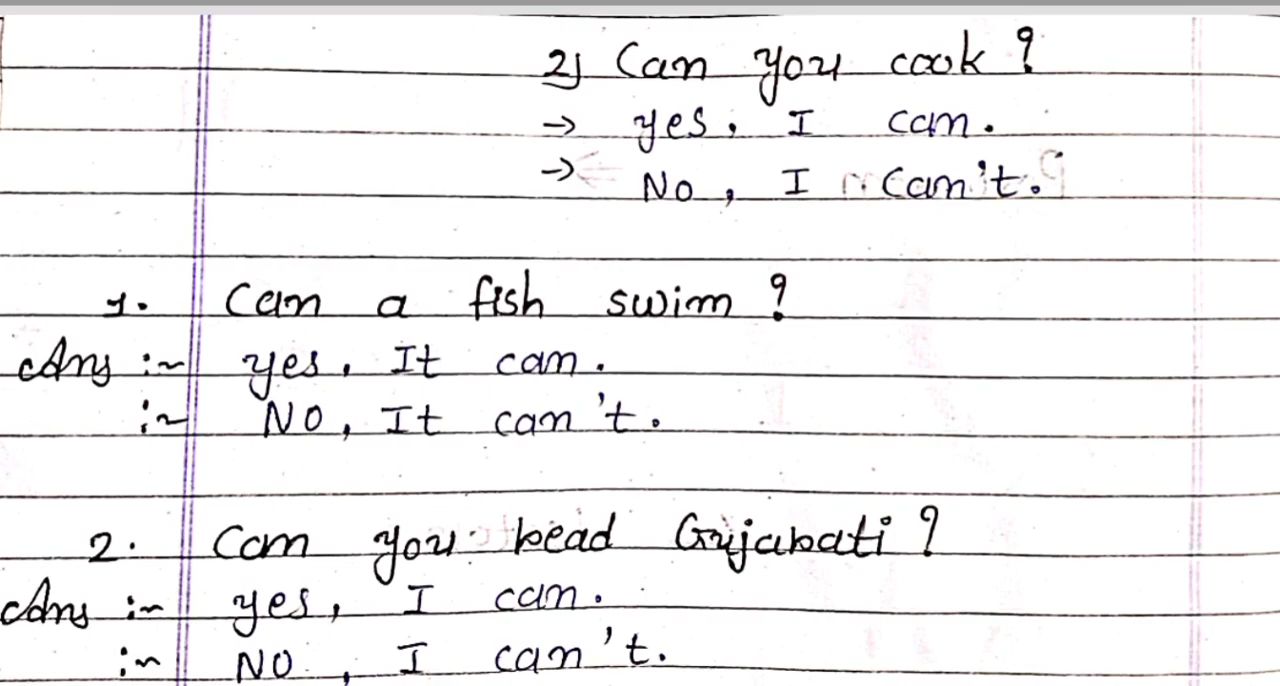 2) Can you cook ?
→ yes, I can.
→ No, I can't.
1. Can a fish swim ?
Ans :~ yes, It can.
:~ NO, It can't.
2. Can you read Gujarati ?
Ans :~ yes, I can.
:~ NO, I can't.